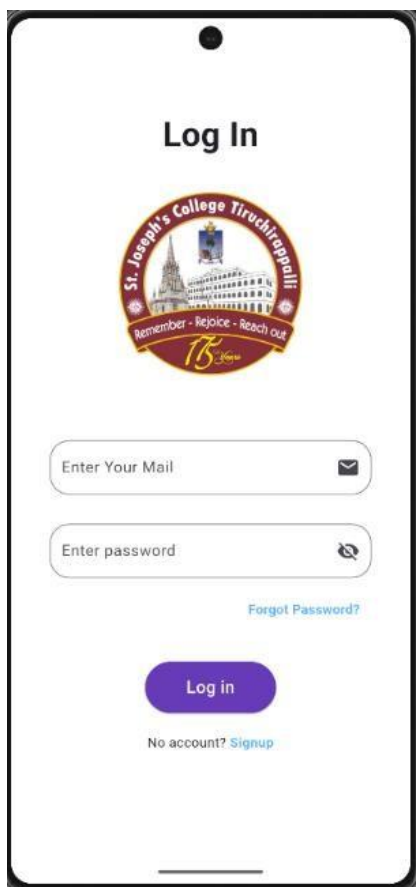 Log In
St. Joseph's College Tiruchirappalli
Remember - Rejoice - Reach out
175
Years
Enter Your Mail
Enter password
Forgot Password?
Log in
No account? Signup